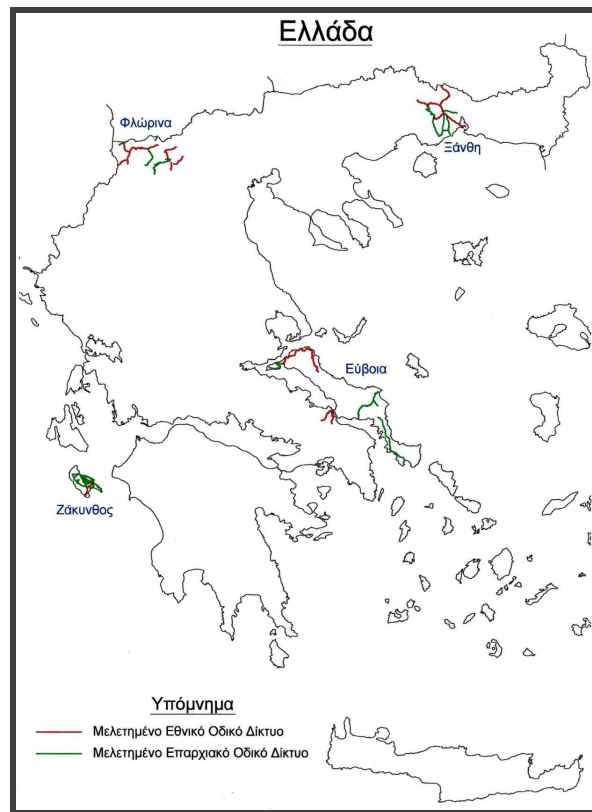 Ελλάδα
Φλώρινα
Ξάνθη
Εύβοια
Ζάκυνθος
Υπόμνημα
Μελετημένο Εθνικό Οδικό Δίκτυο
Μελετημένο Επαρχιακό Οδικό Δίκτυο